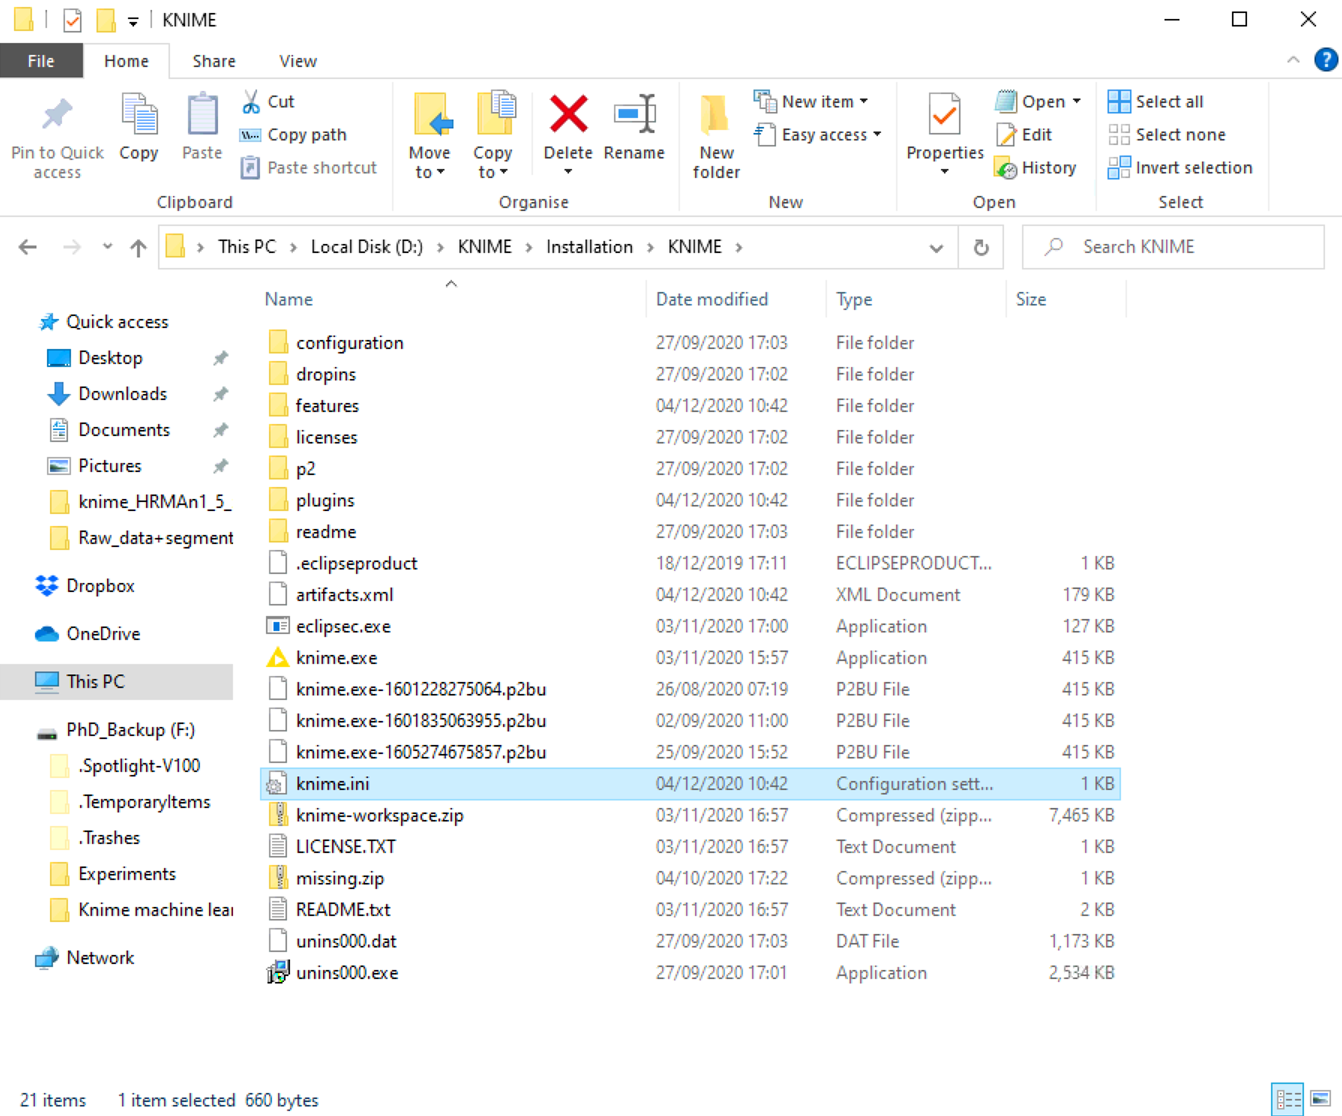 KNIME
File Home Share View
Pin to Quick access
Copy
Paste
Cut
Copy path
Paste shortcut
Clipboard
Move to
Copy to
Delete
Rename
Organise
New folder
New item
Easy access
New
Properties
Open
Edit
History
Open
Select all
Select none
Invert selection
Select
This PC > Local Disk (D:) > KNIME > Installation > KNIME >
Search KNIME
Quick access
Desktop
Downloads
Documents
Pictures
knime_HRMAn1_5_
Raw_data+segment
Dropbox
OneDrive
This PC
PhD_Backup (F:)
.Spotlight-V100
.TemporaryItems
.Trashes
Experiments
Knime machine lear
Network
Name Date modified Type Size
configuration 27/09/2020 17:03 File folder
dropins 27/09/2020 17:02 File folder
features 04/12/2020 10:42 File folder
licenses 27/09/2020 17:02 File folder
p2 27/09/2020 17:02 File folder
plugins 04/12/2020 10:42 File folder
readme 27/09/2020 17:03 File folder
.eclipseproduct 18/12/2019 17:11 ECLIPSEPRODUCT... 1 KB
artifacts.xml 04/12/2020 10:42 XML Document 179 KB
eclipsec.exe 03/11/2020 17:00 Application 127 KB
knime.exe 03/11/2020 15:57 Application 415 KB
knime.exe-1601228275064.p2bu 26/08/2020 07:19 P2BU File 415 KB
knime.exe-1601835063955.p2bu 02/09/2020 11:00 P2BU File 415 KB
knime.exe-1605274675857.p2bu 25/09/2020 15:52 P2BU File 415 KB
knime.ini 04/12/2020 10:42 Configuration sett... 1 KB
knime-workspace.zip 03/11/2020 16:57 Compressed (zipp... 7,465 KB
LICENSE.TXT 03/11/2020 16:57 Text Document 1 KB
missing.zip 04/10/2020 17:22 Compressed (zipp... 1 KB
README.txt 03/11/2020 16:57 Text Document 2 KB
unins000.dat 27/09/2020 17:03 DAT File 1,173 KB
unins000.exe 27/09/2020 17:01 Application 2,534 KB
21 items 1 item selected 660 bytes